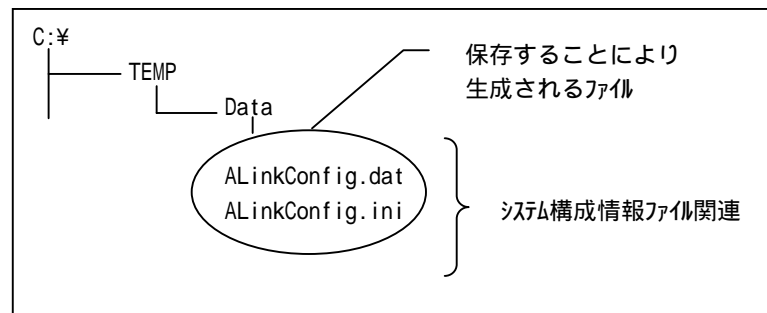 C:¥
TEMP
Data
ALinkConfig.dat
ALinkConfig.ini
保存することにより
生成されるファイル
システム構成情報ファイル関連